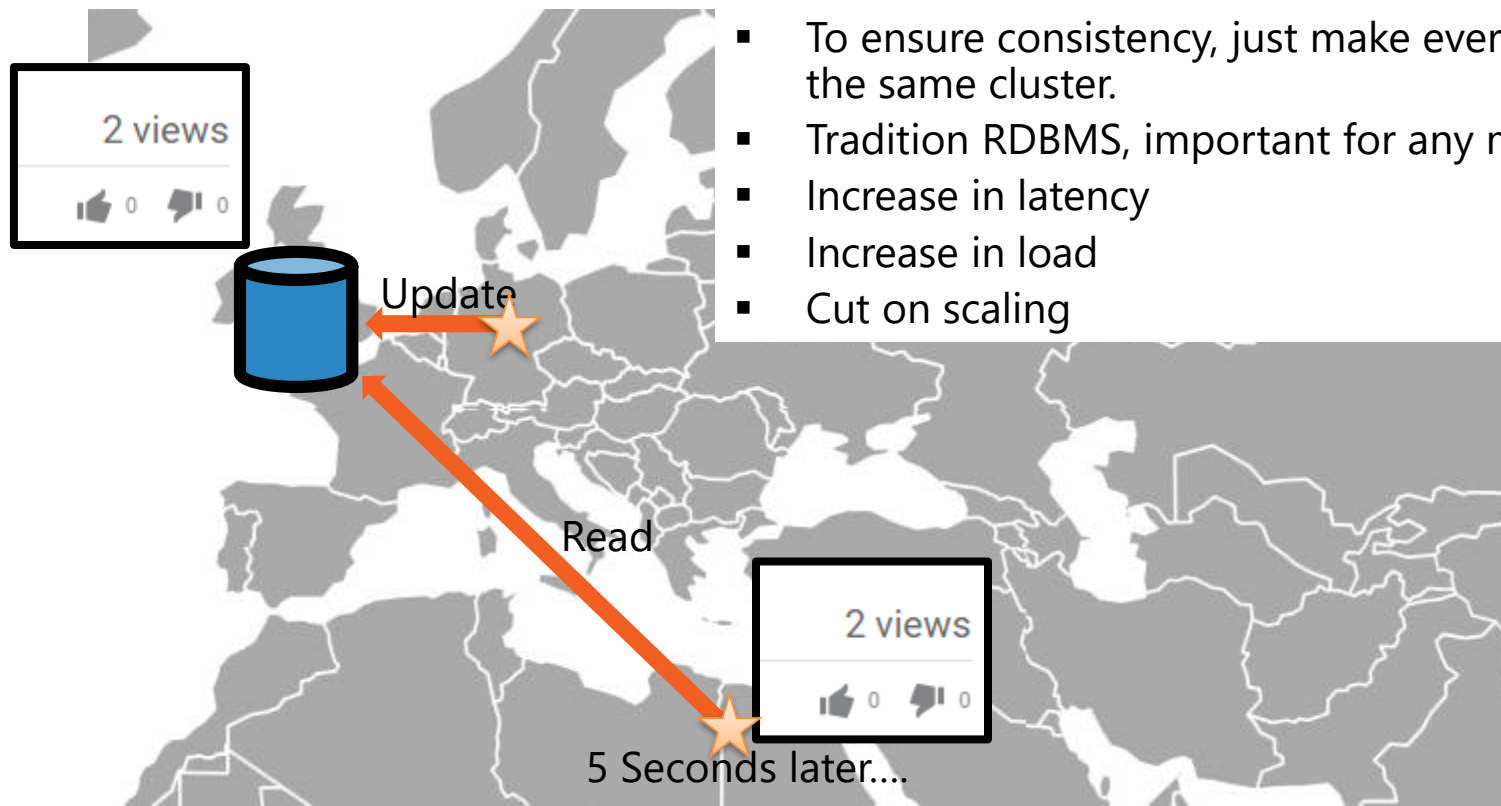 2 views
0 0
To ensure consistency, just make ever
the same cluster.
Tradition RDBMS, important for any
Increase in latency
Increase in load
Cut on scaling
Update
Read
2 views
0 0
5 Seconds later....